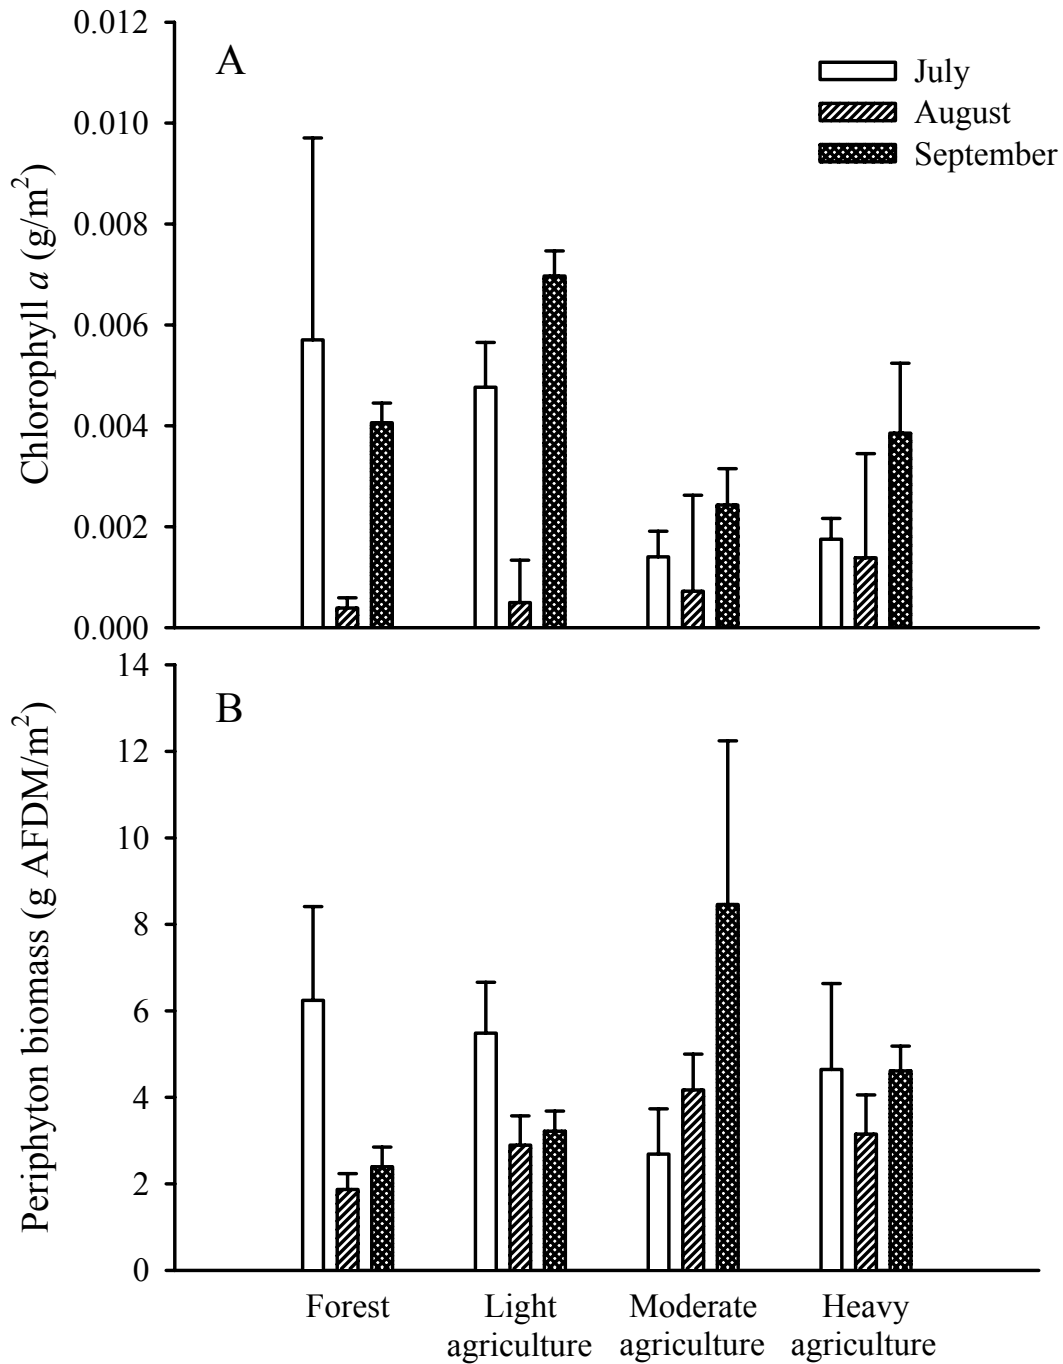 0.012
A
July
August
September
0.010
0.008
0.006
0.004
0.002
0.000
Chlorophyll a (g/m²)
14
B
12
10
8
6
4
2
0
Periphyton biomass (g AFDM/m²)
Forest
Light
agriculture
Moderate
agriculture
Heavy
agriculture